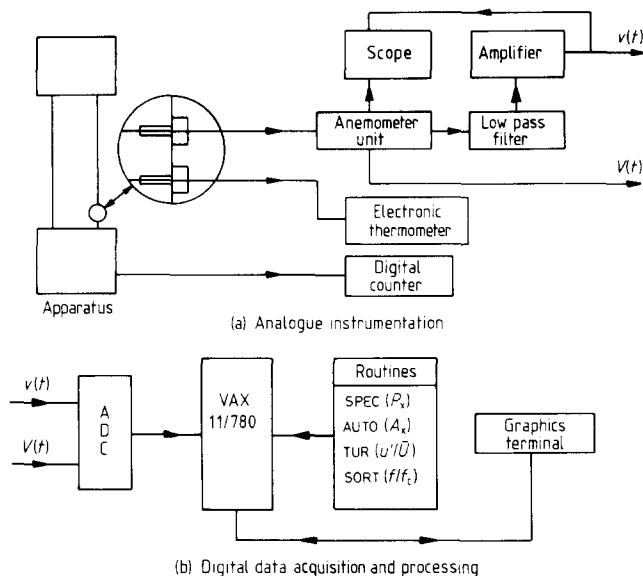 Scope
Amplifier
v(t)
Anemometer
unit
Low pass
filter
V(t)
Electronic
thermometer
Digital
counter
Apparatus
(a) Analogue instrumentation
v(t)
V(t)
A
D
C
VAX
11/780
Routines
SPEC (Pₓ)
AUTO (Aₓ)
TUR (u'/Ū)
SORT (f/f꜀)
Graphics
terminal
(b) Digital data acquisition and processing